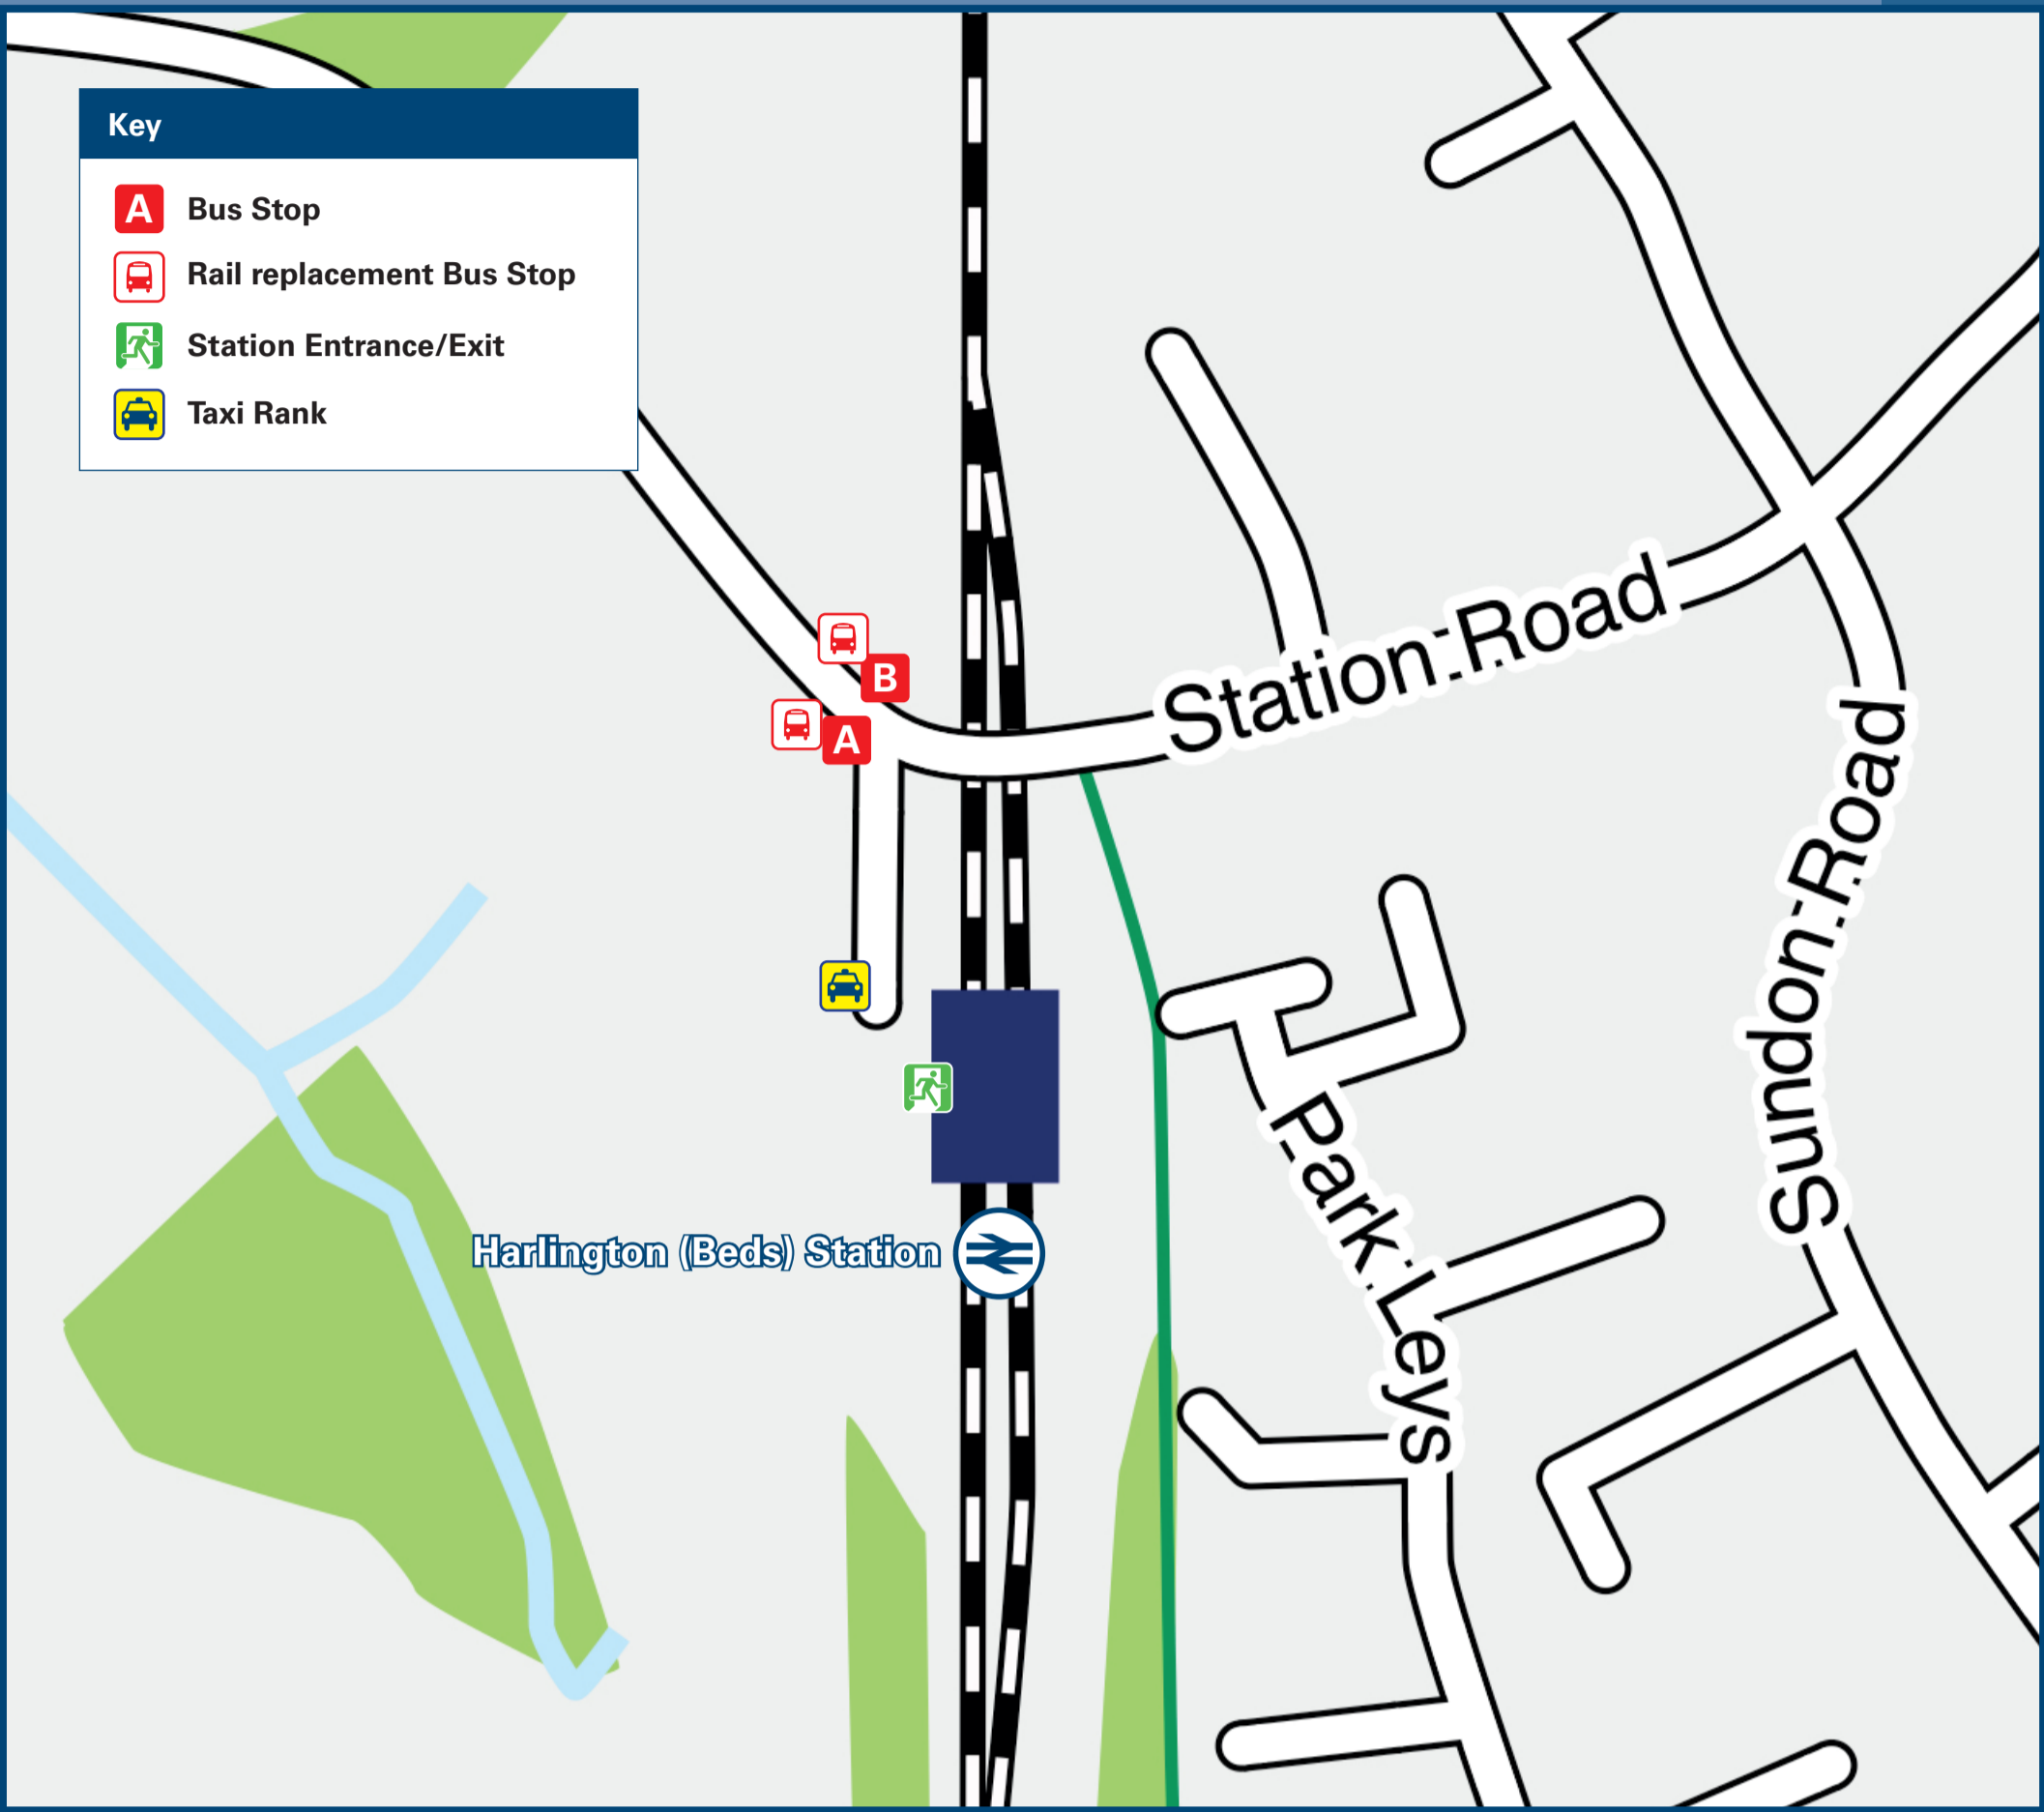 Key
A Bus Stop
Rail replacement Bus Stop
Station Entrance/Exit
Taxi Rank
B
A
Station Road
Sundon Road
Park Leys
Harlington (Beds) Station